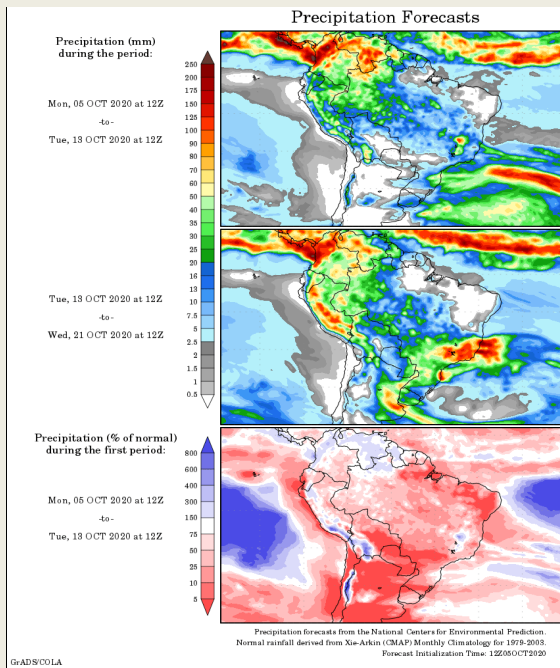 Precipitation Forecasts
Precipitation (mm)
during the period:
Mon, 05 OCT 2020 at 12Z
-to-
Tue, 13 OCT 2020 at 12Z
250
200
175
150
125
100
90
80
70
60
50
40
35
30
25
20
16
13
10
7.5
5
2.5
2
1.5
1
0.5
Tue, 13 OCT 2020 at 12Z
-to-
Wed, 21 OCT 2020 at 12Z
Precipitation (% of normal)
during the first period:
Mon, 05 OCT 2020 at 12Z
-to-
Tue, 13 OCT 2020 at 12Z
800
600
400
300
150
75
50
25
10
5
Precipitation forecasts from the National Centers for Environmental Prediction.
Normal rainfall derived from Xie-Arkin (CMAP) Monthly Climatology for 1979-2003.
Forecast Initialization Time: 12Z05OCT2020
GrADS/COLA